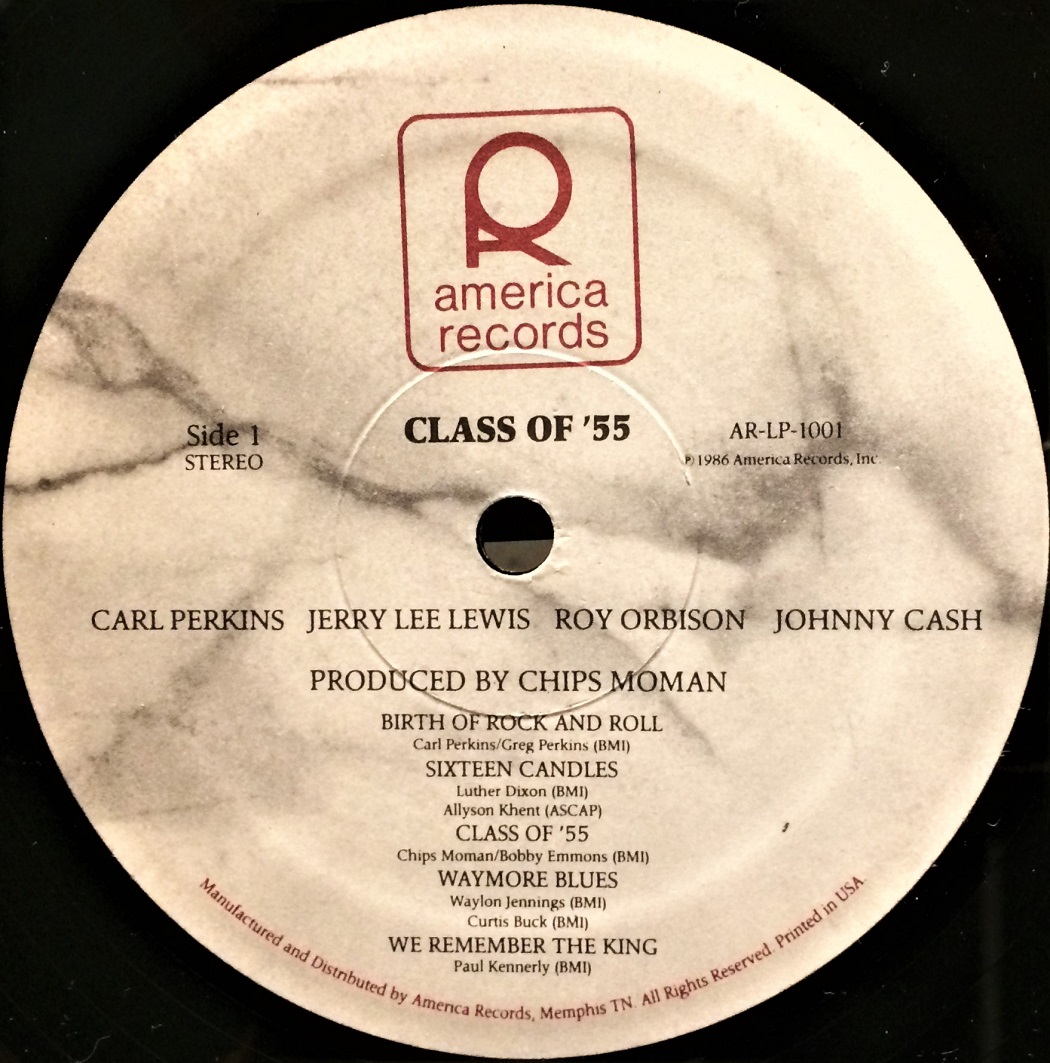 america
records
CLASS OF '55
Side 1
STEREO
AR-LP-1001
℗ 1986 America Records, Inc.
CARL PERKINS JERRY LEE LEWIS ROY ORBISON JOHNNY CASH
PRODUCED BY CHIPS MOMAN
BIRTH OF ROCK AND ROLL
Carl Perkins/Greg Perkins (BMI)
SIXTEEN CANDLES
Luther Dixon (BMI)
Allyson Khent (ASCAP)
CLASS OF '55
Chips Moman/Bobby Emmons (BMI)
WAYMORE BLUES
Waylon Jennings (BMI)
Curtis Buck (BMI)
WE REMEMBER THE KING
Paul Kennerly (BMI)
Manufactured and Distributed by America Records, Memphis TN. All Rights Reserved. Printed in USA.